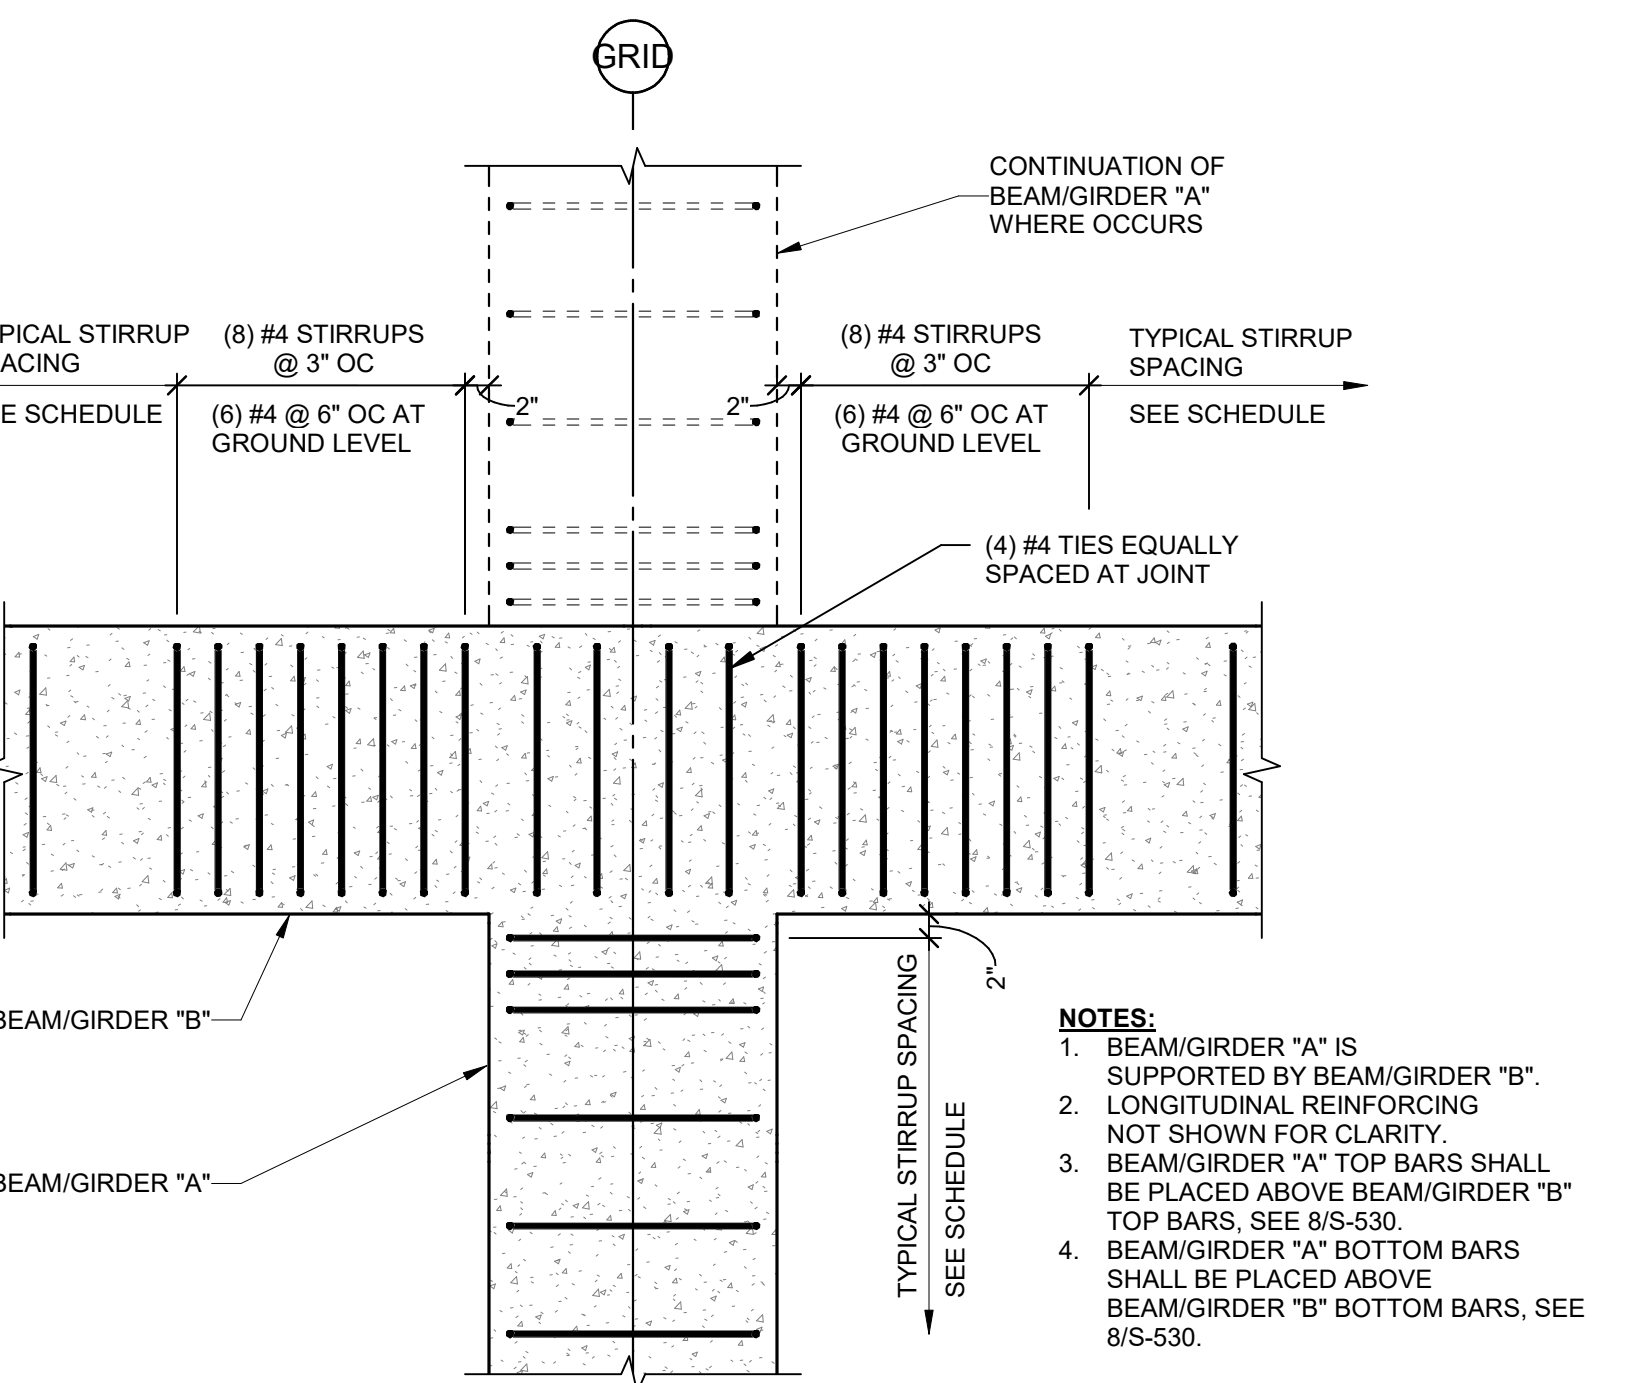 GRID
CONTINUATION OF
BEAM/GIRDER "A"
WHERE OCCURS
PICAL STIRRUP
ACING
E SCHEDULE
(8) #4 STIRRUPS
@ 3" OC
(6) #4 @ 6" OC AT
GROUND LEVEL
2"
2"
(8) #4 STIRRUPS
@ 3" OC
(6) #4 @ 6" OC AT
GROUND LEVEL
TYPICAL STIRRUP
SPACING
SEE SCHEDULE
(4) #4 TIES EQUALLY
SPACED AT JOINT
BEAM/GIRDER "B"
BEAM/GIRDER "A"
TYPICAL STIRRUP SPACING
SEE SCHEDULE
2"
NOTES:
1. BEAM/GIRDER "A" IS
SUPPORTED BY BEAM/GIRDER "B".
2. LONGITUDINAL REINFORCING
NOT SHOWN FOR CLARITY.
3. BEAM/GIRDER "A" TOP BARS SHALL
BE PLACED ABOVE BEAM/GIRDER "B"
TOP BARS, SEE 8/S-530.
4. BEAM/GIRDER "A" BOTTOM BARS
SHALL BE PLACED ABOVE
BEAM/GIRDER "B" BOTTOM BARS, SEE
8/S-530.